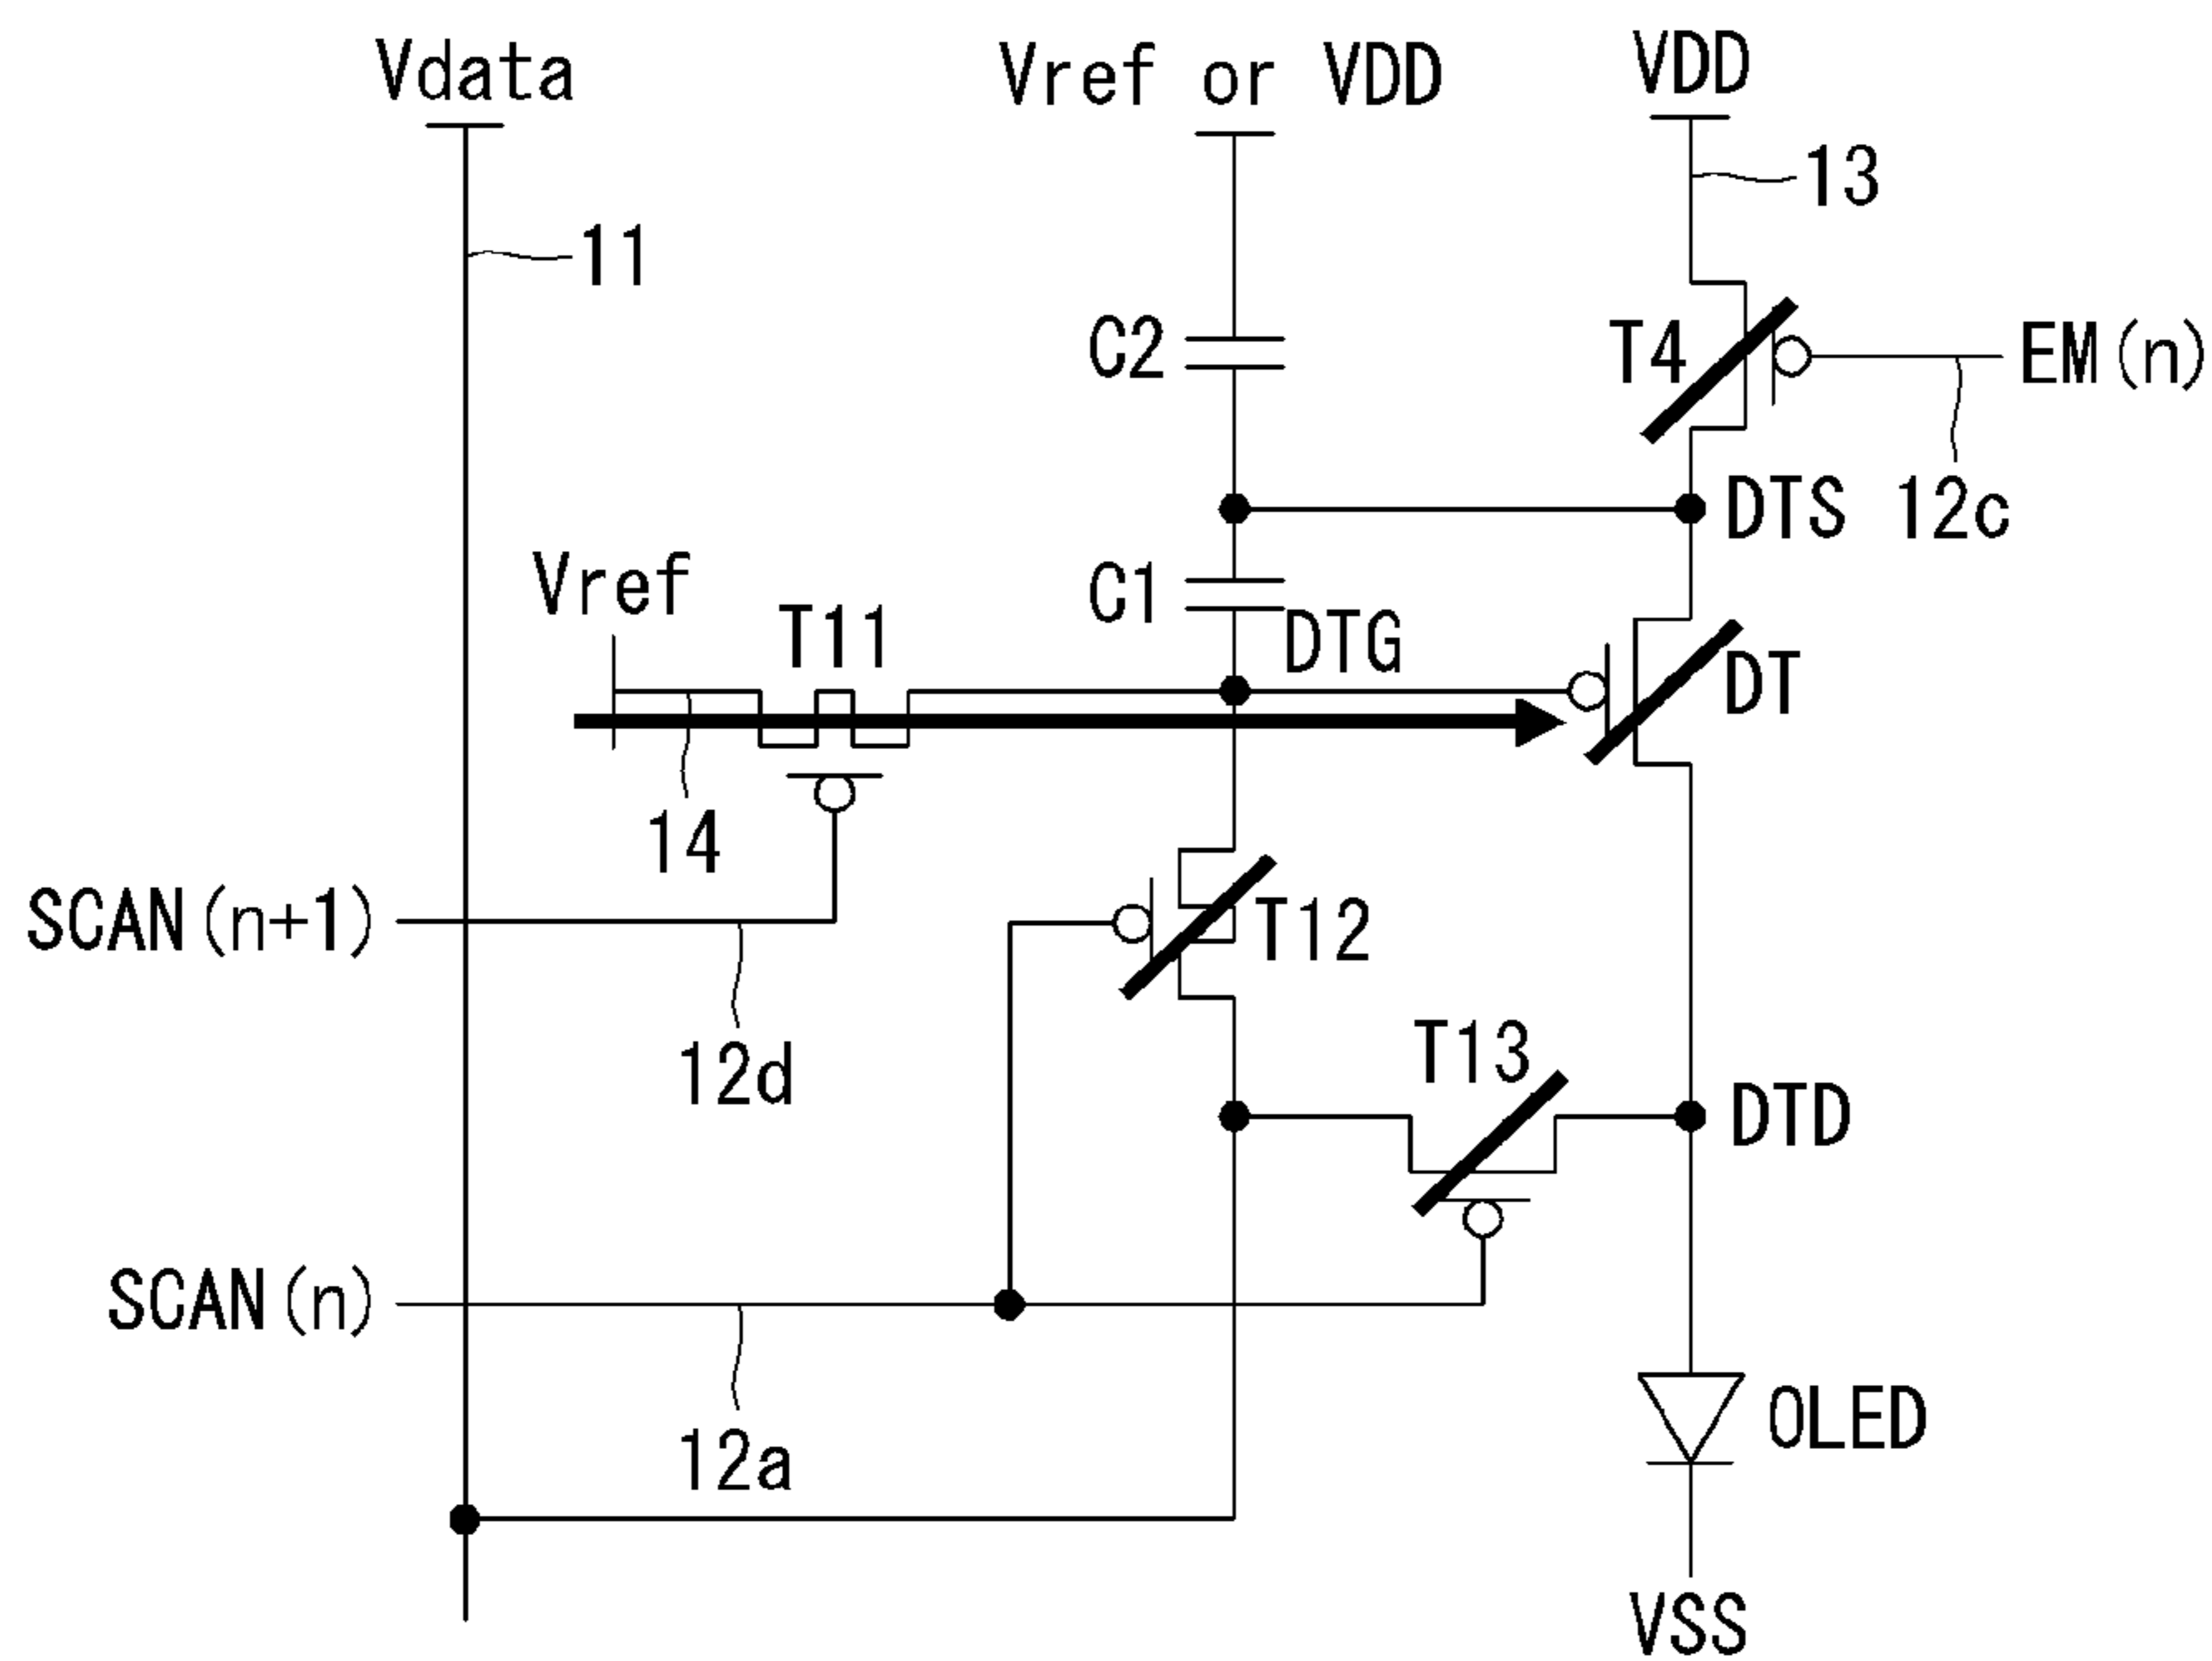 Vdata
Vref or VDD
VDD
13
11
C2
T4
EM(n)
DTS
12c
Vref
T11
C1
DTG
DT
14
SCAN(n+1)
T12
12d
T13
DTD
SCAN(n)
12a
OLED
VSS